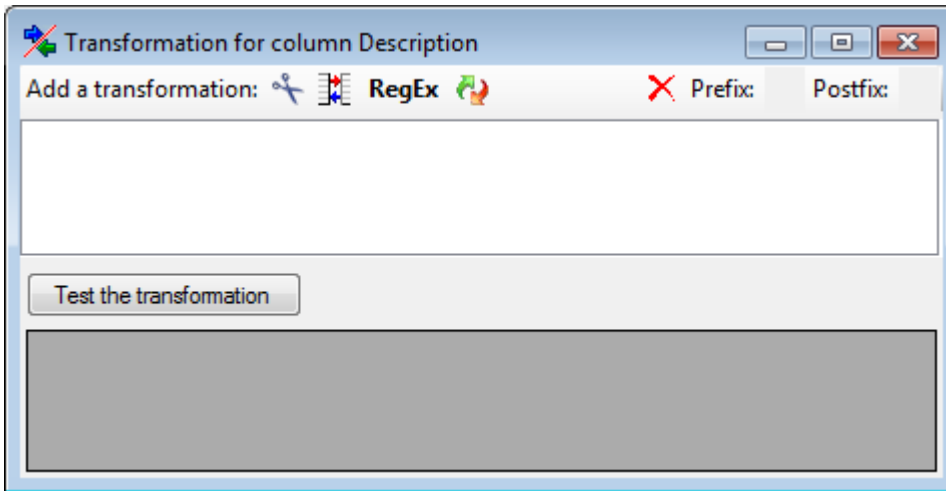 Transformation for column Description
Add a transformation: RegEx Prefix: Postfix:
Test the transformation